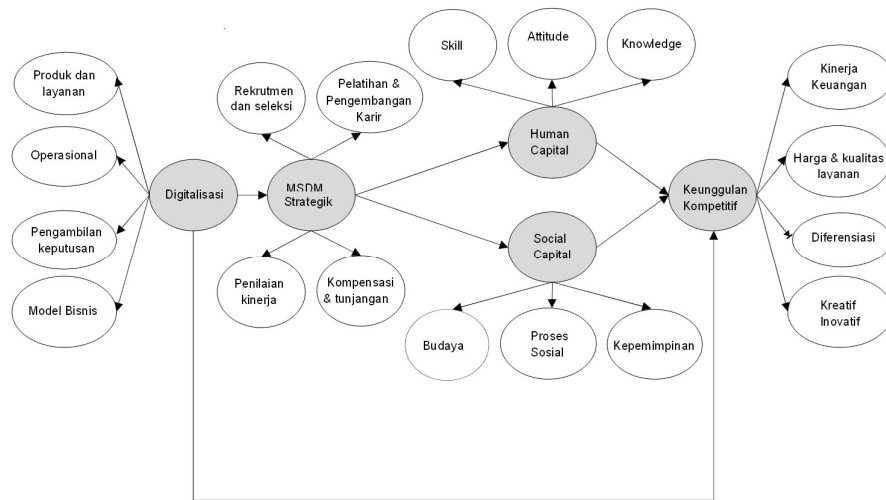 Skill
Attitude
Knowledge
Produk dan
layanan
Rekrutmen
dan seleksi
Pelatihan &
Pengembangan
Karir
Kinerja
Keuangan
Operasional
Human
Capital
Harga & kualitas
layanan
Digitalisasi
MSDM
Strategik
Keunggulan
Kompetitif
Pengambilan
keputusan
Social
Capital
Diferensiasi
Penilaian
kinerja
Kompensasi
& tunjangan
Model Bisnis
Budaya
Proses
Sosial
Kepemimpinan
Kreatif
Inovatif